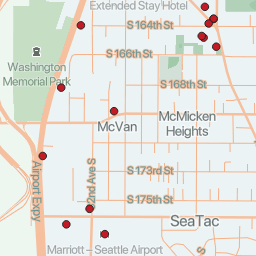 Extended Stay Hotel
S 164th St
S 166th St
Washington
Memorial Park
S 168th St
McMicken
Heights
McVan
S 173rd St
Airport Expy
2nd Ave S
S 175th St
SeaTac
Marriott - Seattle Airport
S